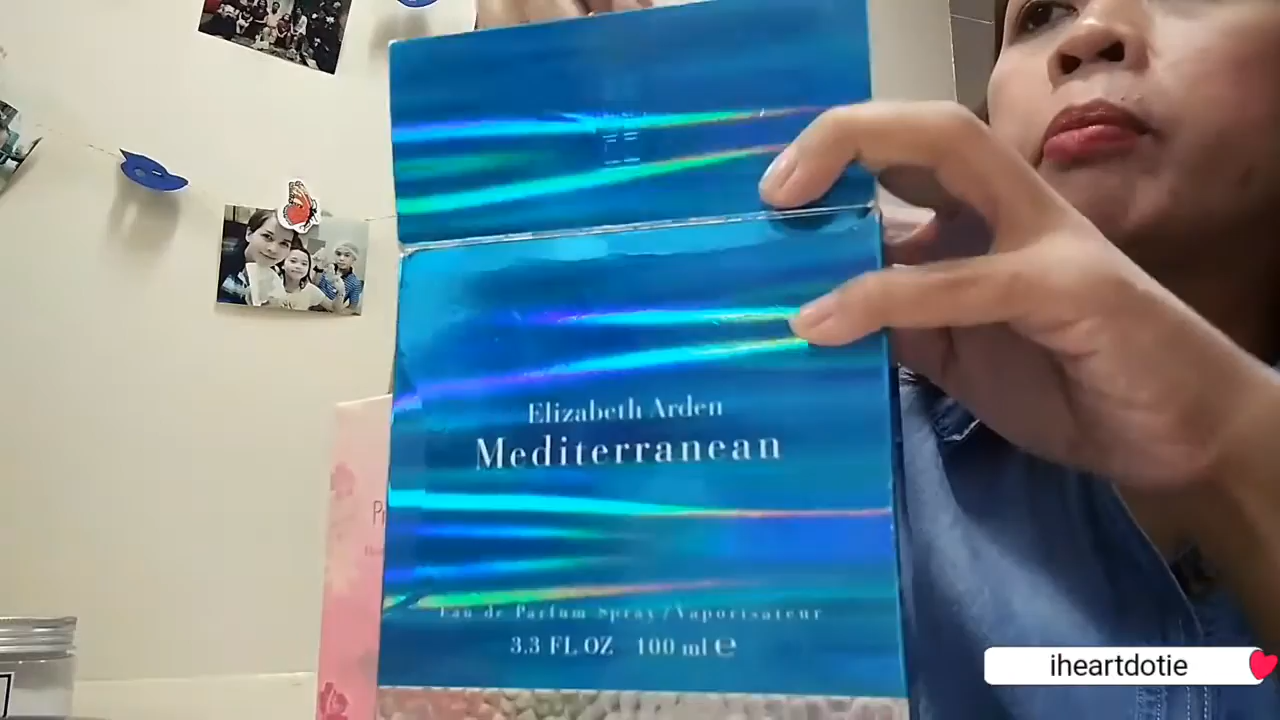 Elizabeth Arden
Mediterranean
Eau de Parfum Spray/Vaporisateur
3.3 FL OZ 100 ml ℮
iheartdotie